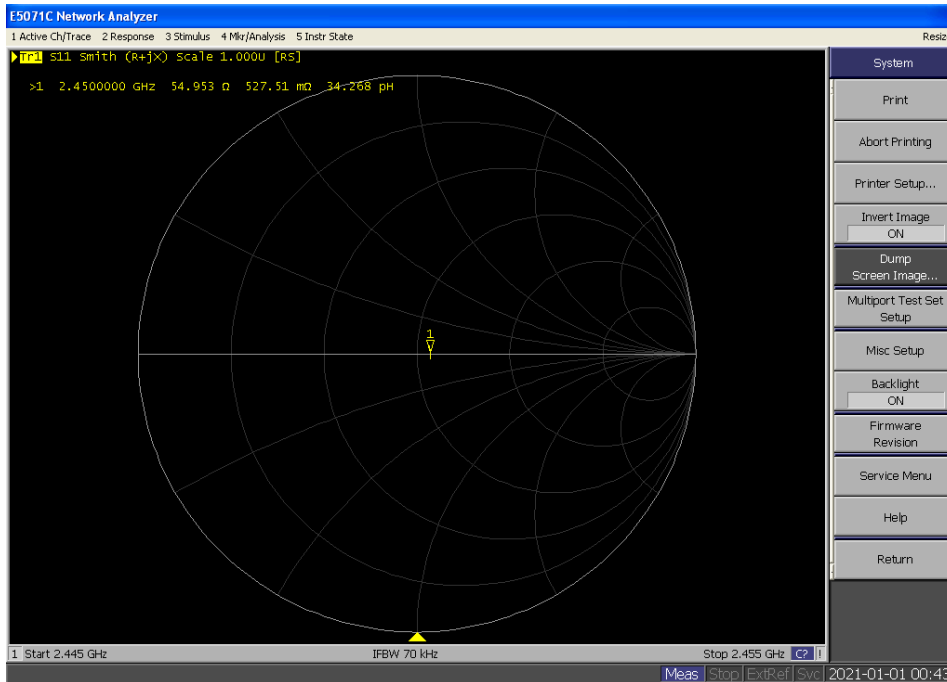 E5071C Network Analyzer
1 Active Ch/Trace 2 Response 3 Stimulus 4 Mkr/Analysis 5 Instr State
Tr1 S11 Smith (R+jX) Scale 1.000U [RS]
>1 2.4500000 GHz 54.953 Ω 527.51 mΩ 34.268 pH
1
1 Start 2.445 GHz
IFBW 70 kHz
Stop 2.455 GHz C? !
Meas Stop ExtRef Svc 2021-01-01 00:43
Resiz
System
Print
Abort Printing
Printer Setup...
Invert Image
ON
Dump
Screen Image...
Multiport Test Set
Setup
Misc Setup
Backlight
ON
Firmware
Revision
Service Menu
Help
Return